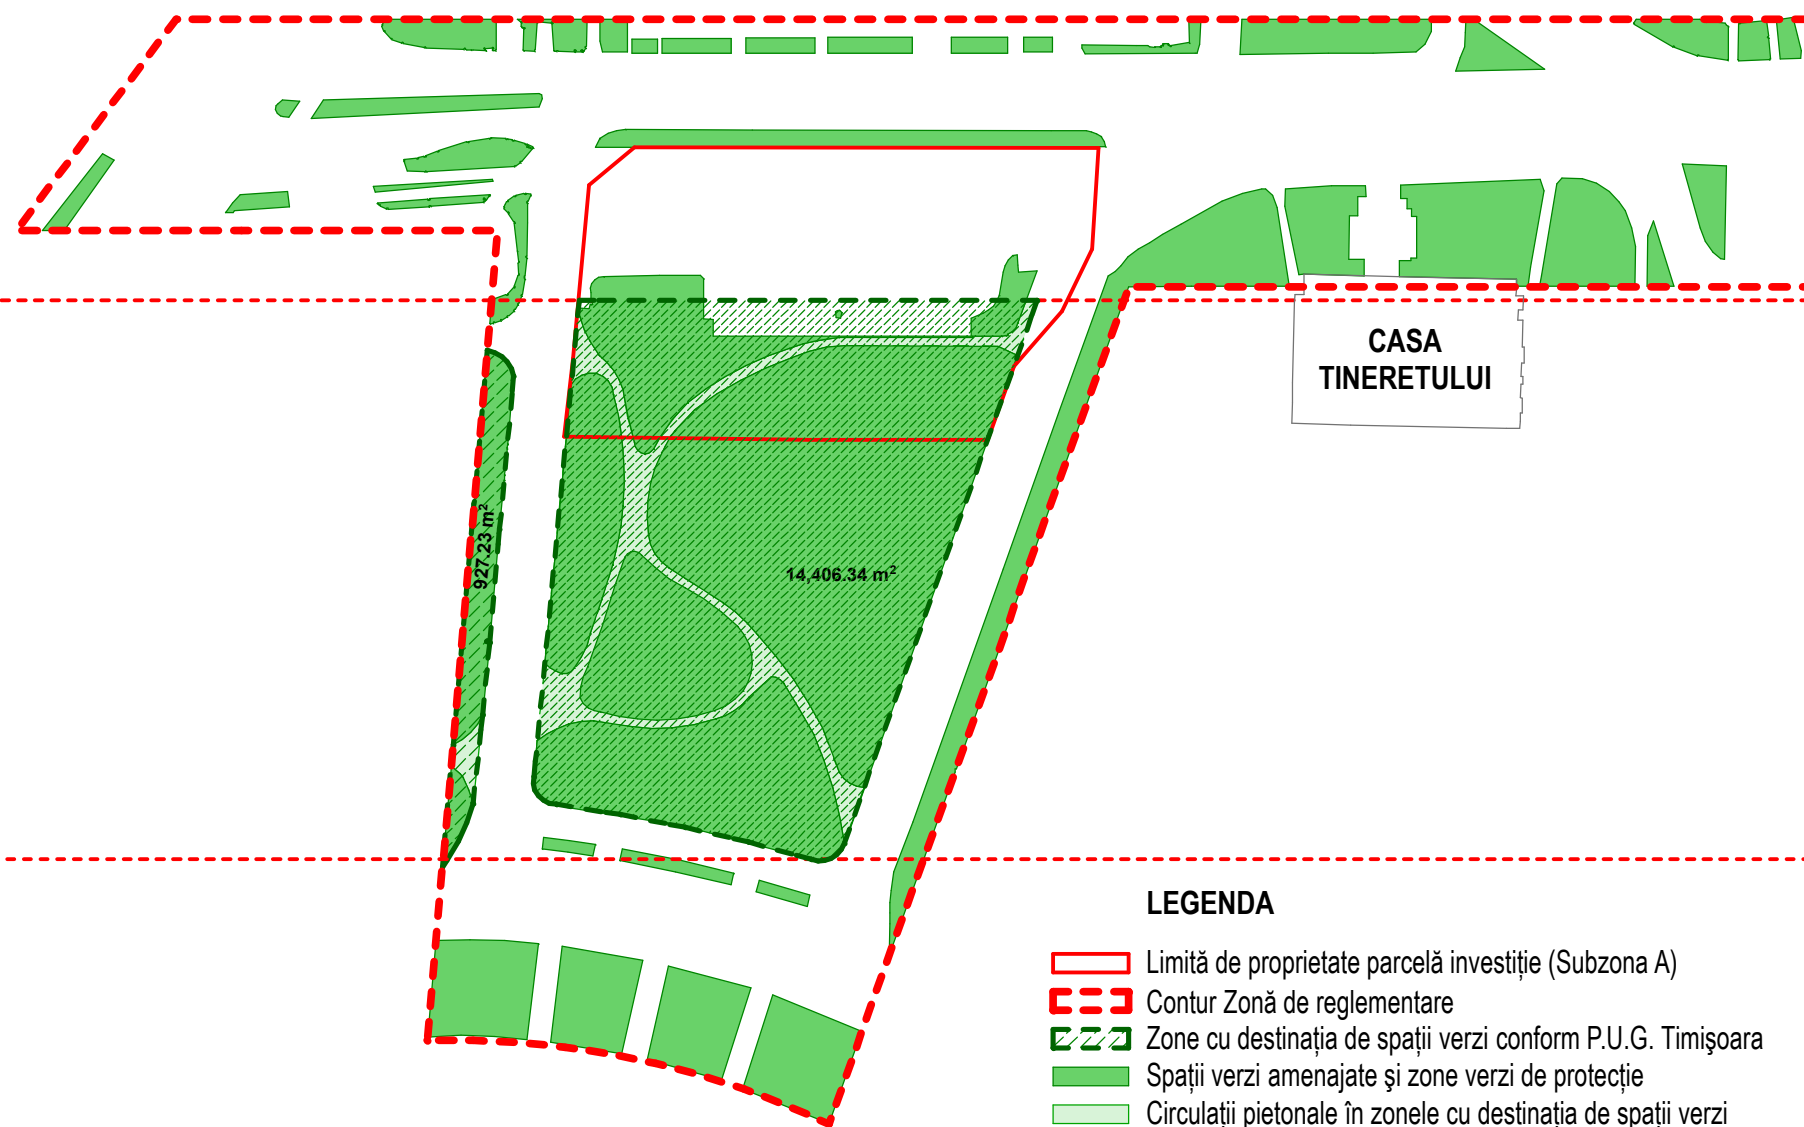 CASA
TINERETULUI
927.23 m²
14,406.34 m²
LEGENDA
Limită de proprietate parcelă investiție (Subzona A)
Contur Zonă de reglementare
Zone cu destinația de spații verzi conform P.U.G. Timişoara
Spații verzi amenajate şi zone verzi de protecție
Circulații pietonale în zonele cu destinația de spații verzi